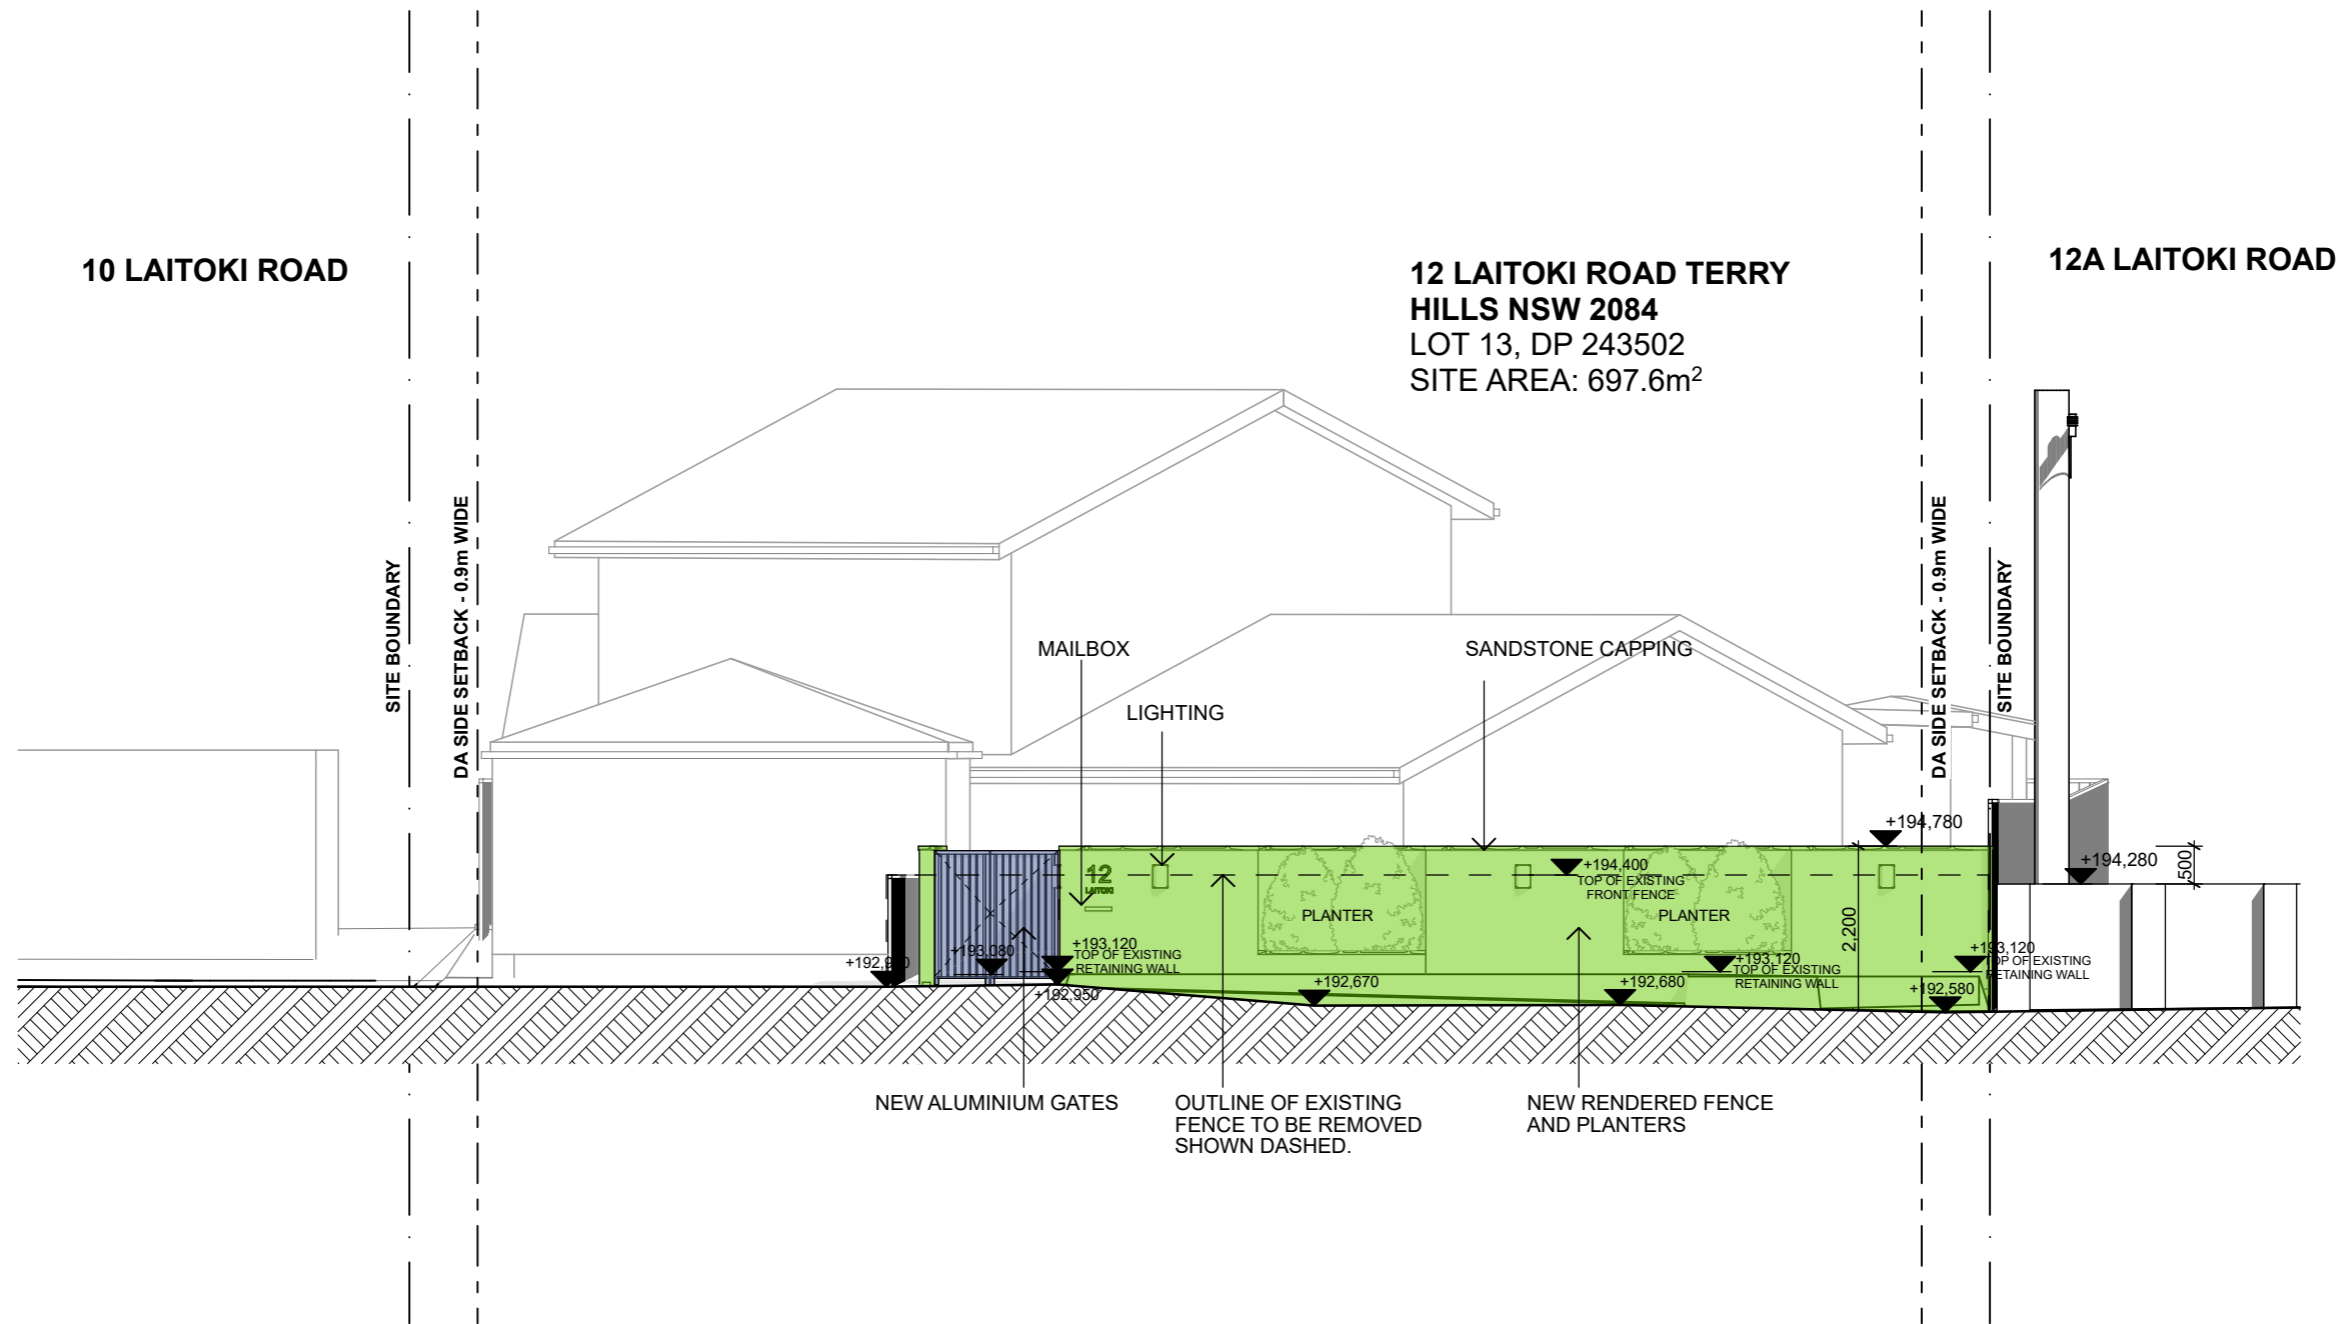 10 LAITOKI ROAD
12 LAITOKI ROAD TERRY
HILLS NSW 2084
LOT 13, DP 243502
SITE AREA: 697.6m²
12A LAITOKI ROAD
SITE BOUNDARY
DA SIDE SETBACK - 0.9m WIDE
DA SIDE SETBACK - 0.9m WIDE
SITE BOUNDARY
MAILBOX
SANDSTONE CAPPING
LIGHTING
+194,780
+194,280
500
12
LAITOKI
+194,400
TOP OF EXISTING
FRONT FENCE
PLANTER
PLANTER
2,200
+193,080
+193,120
TOP OF EXISTING
RETAINING WALL
+193,120
TOP OF EXISTING
RETAINING WALL
+193,120
TOP OF EXISTING
RETAINING WALL
+192,950
+192,670
+192,680
+192,580
NEW ALUMINIUM GATES
OUTLINE OF EXISTING
FENCE TO BE REMOVED
SHOWN DASHED.
NEW RENDERED FENCE
AND PLANTERS